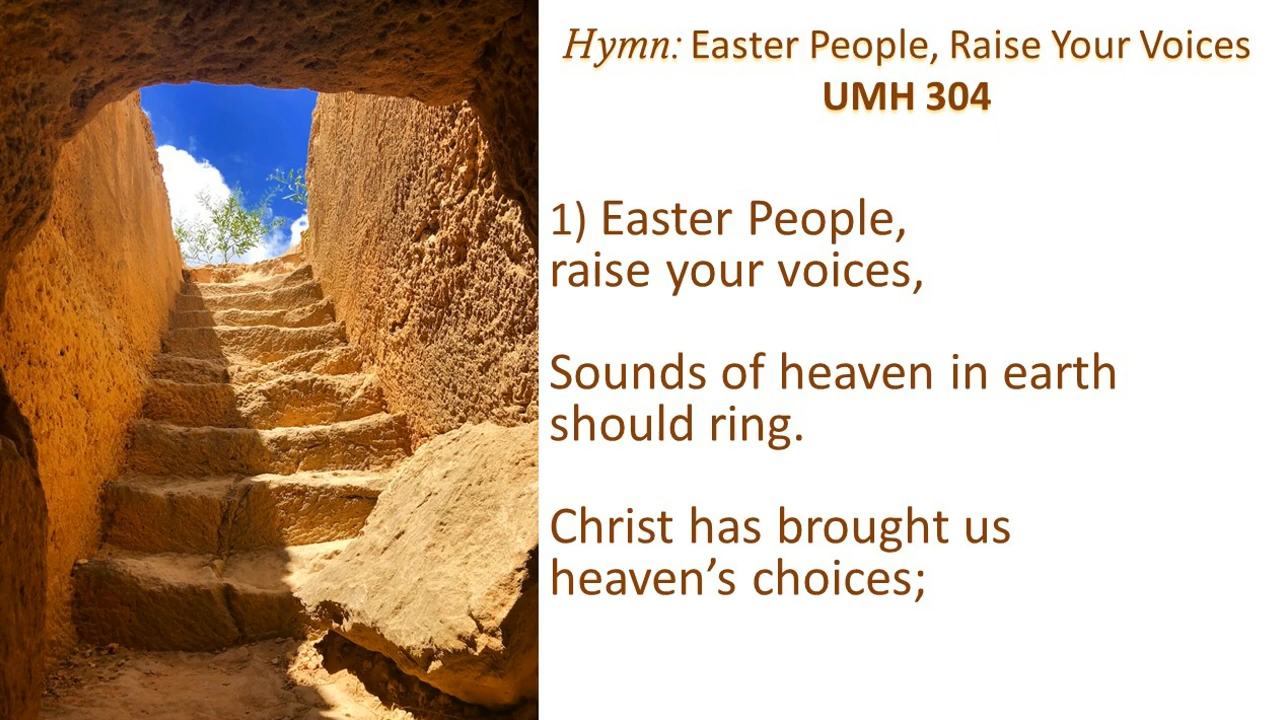 Hymn: Easter People, Raise Your Voices
UMH 304
1) Easter People,
raise your voices,
Sounds of heaven in earth
should ring.
Christ has brought us
heaven’s choices;